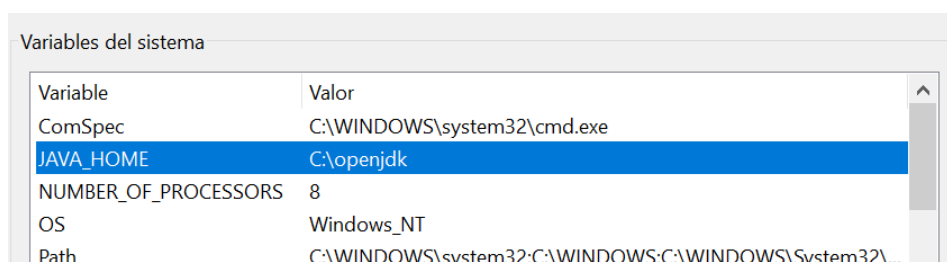 Variables del sistema
Variable Valor
ComSpec C:\WINDOWS\system32\cmd.exe
JAVA_HOME C:\openjdk
NUMBER_OF_PROCESSORS 8
OS Windows_NT
Path C:\WINDOWS\system32;C:\WINDOWS;C:\WINDOWS\System32\...